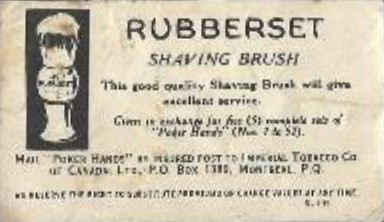 RUBBERSET
SHAVING BRUSH
This good quality Shaving Brush will give
excellent service.
Given in exchange for five (5) complete sets of
"Poker Hands" (Nos. 1 to 52).
MAIL "POKER HANDS" BY INSURED POST TO IMPERIAL TOBACCO CO
OF CANADA, LTD., P.O. BOX 1380, MONTREAL, P.Q.
WE RESERVE THE RIGHT TO SUBSTITUTE PREMIUMS OR CHANGE VALUES AT ANY TIME.